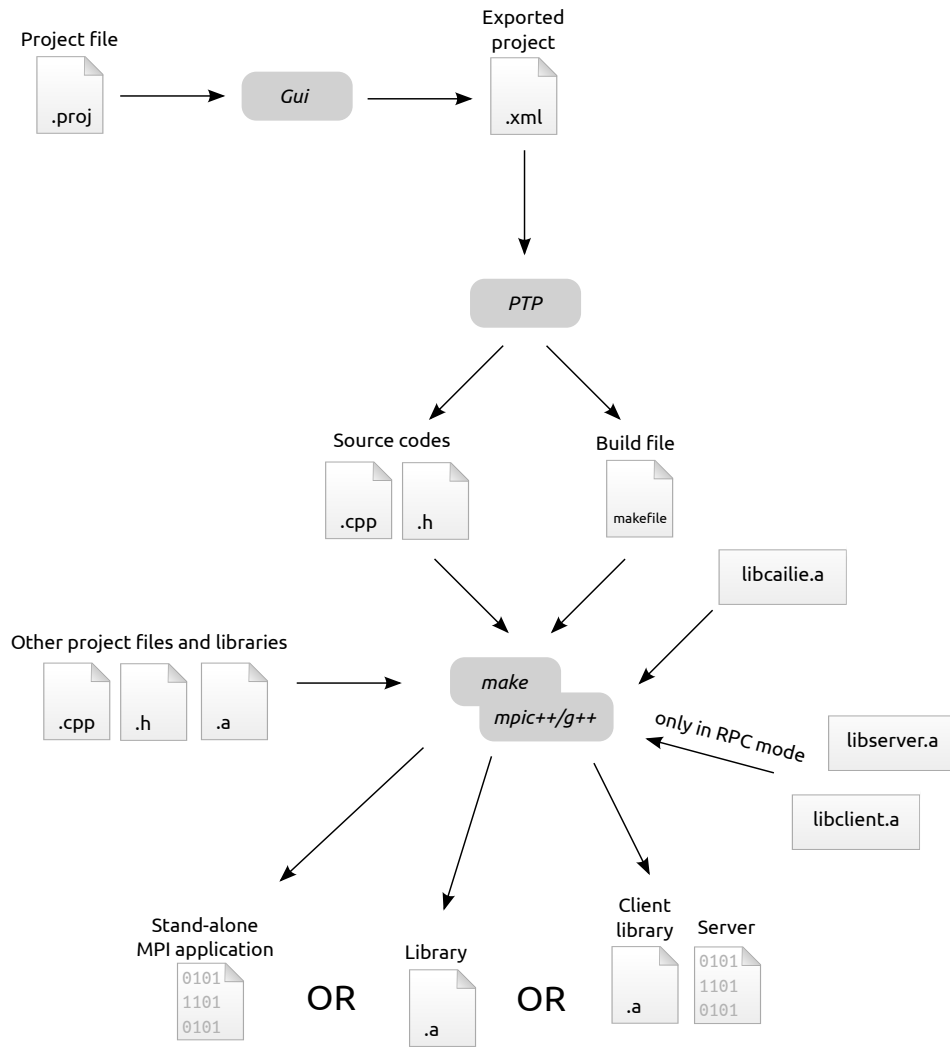 Project file
.proj
Gui
Exported
project
.xml
PTP
Source codes
.cpp
.h
Build file
makefile
libcailie.a
Other project files and libraries
.cpp
.h
.a
make
mpic++/g++
only in RPC mode
libserver.a
libclient.a
Stand-alone
MPI application
0101
1101
0101
OR
Library
.a
OR
Client
library
.a
Server
0101
1101
0101